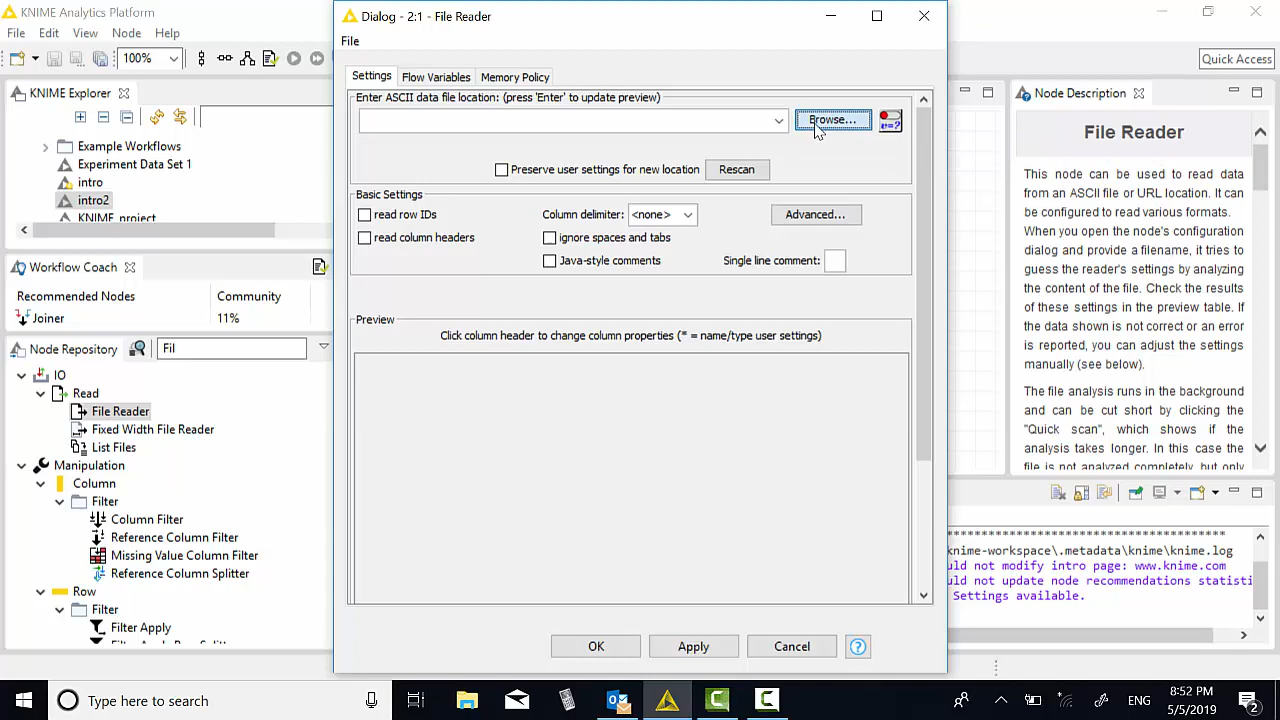 KNIME Analytics Platform
File Edit View Node Help
100%
Quick Access
KNIME Explorer
Example Workflows
Experiment Data Set 1
intro
intro2
KNIME_project
Workflow Coach
Recommended Nodes Community
Joiner 11%
Node Repository Fil
IO
Read
File Reader
Fixed Width File Reader
List Files
Manipulation
Column
Filter
Column Filter
Reference Column Filter
Missing Value Column Filter
Reference Column Splitter
Row
Filter
Filter Apply
Dialog - 2:1 - File Reader
File
Settings Flow Variables Memory Policy
Enter ASCII data file location: (press 'Enter' to update preview)
Browse...
v=?
Preserve user settings for new location Rescan
Basic Settings
read row IDs Column delimiter: <none> Advanced...
read column headers ignore spaces and tabs
Java-style comments Single line comment:
Preview
Click column header to change column properties (* = name/type user settings)
OK Apply Cancel ?
Node Description
File Reader
This node can be used to read data
from an ASCII file or URL location. It can
be configured to read various formats.
When you open the node's configuration
dialog and provide a filename, it tries to
guess the reader's settings by analyzing
the content of the file. Check the results
of these settings in the preview table. If
the data shown is not correct or an error
is reported, you can adjust the settings
manually (see below).
The file analysis runs in the background
and can be cut short by clicking the
"Quick scan", which shows if the
analysis takes longer. In this case the
file is not analyzed completely, but only
****************************************
knime-workspace\.metadata\knime\knime.log
uld not modify intro page: www.knime.com
uld not update node recommendations statisti
Settings available.
Type here to search
ENG
8:52 PM
5/5/2019
2